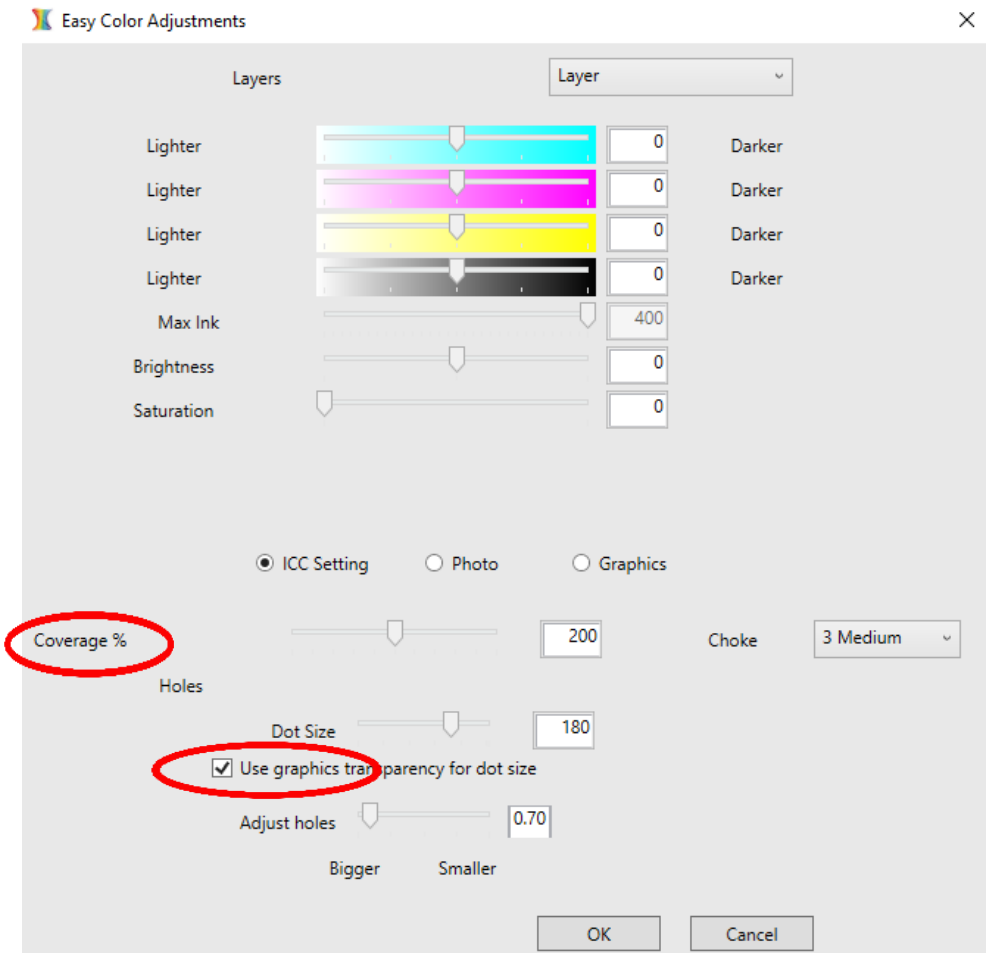 Easy Color Adjustments
Layers Layer
Lighter 0 Darker
Lighter 0 Darker
Lighter 0 Darker
Lighter 0 Darker
Max Ink 400
Brightness 0
Saturation 0
ICC Setting Photo Graphics
Coverage % 200 Choke 3 Medium
Holes
Dot Size 180
Use graphics transparency for dot size
Adjust holes 0.70
Bigger Smaller
OK Cancel